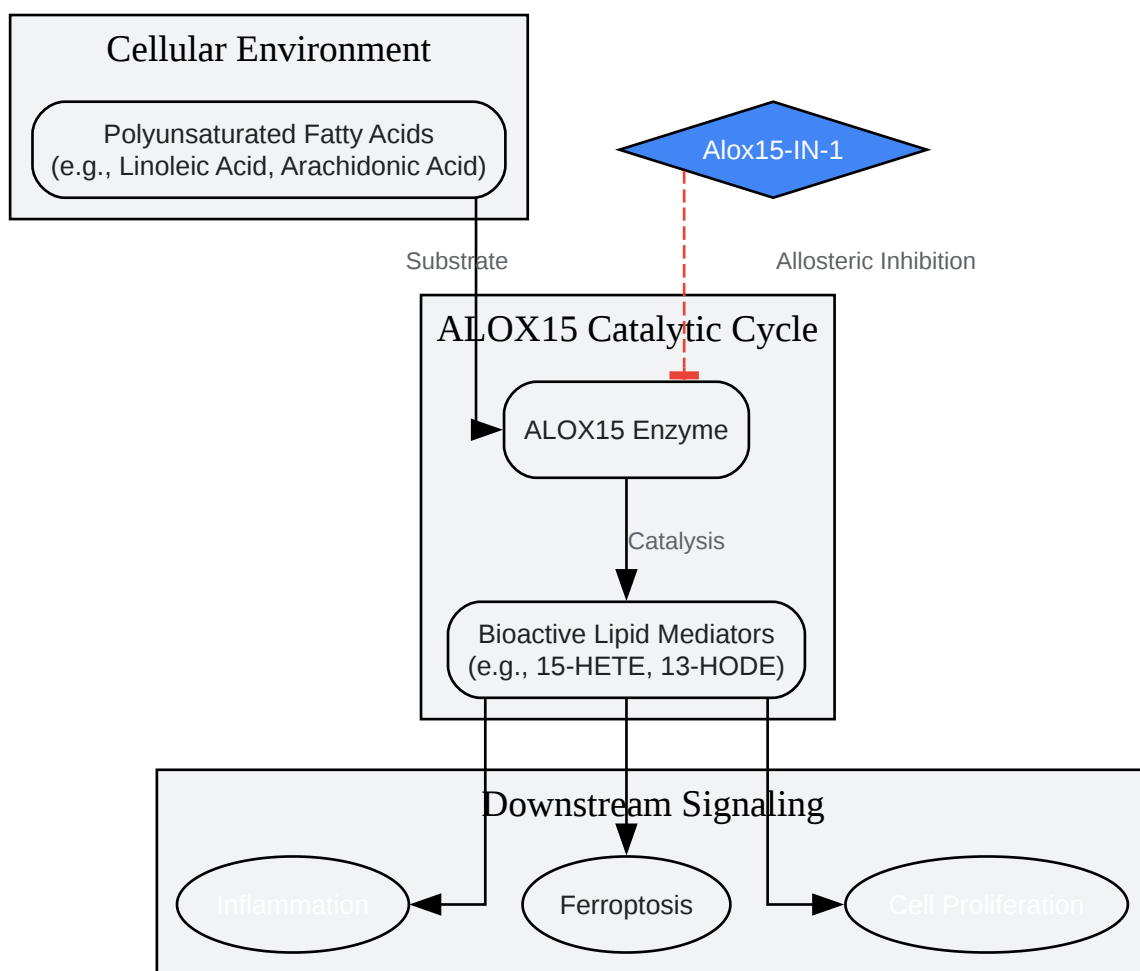 Cellular Environment
Polyunsaturated Fatty Acids
(e.g., Linoleic Acid, Arachidonic Acid)
Alox15-IN-1
Substrate
Allosteric Inhibition
ALOX15 Catalytic Cycle
ALOX15 Enzyme
Catalysis
Bioactive Lipid Mediators
(e.g., 15-HETE, 13-HODE)
Downstream Signaling
Inflammation
Ferroptosis
Cell Proliferation